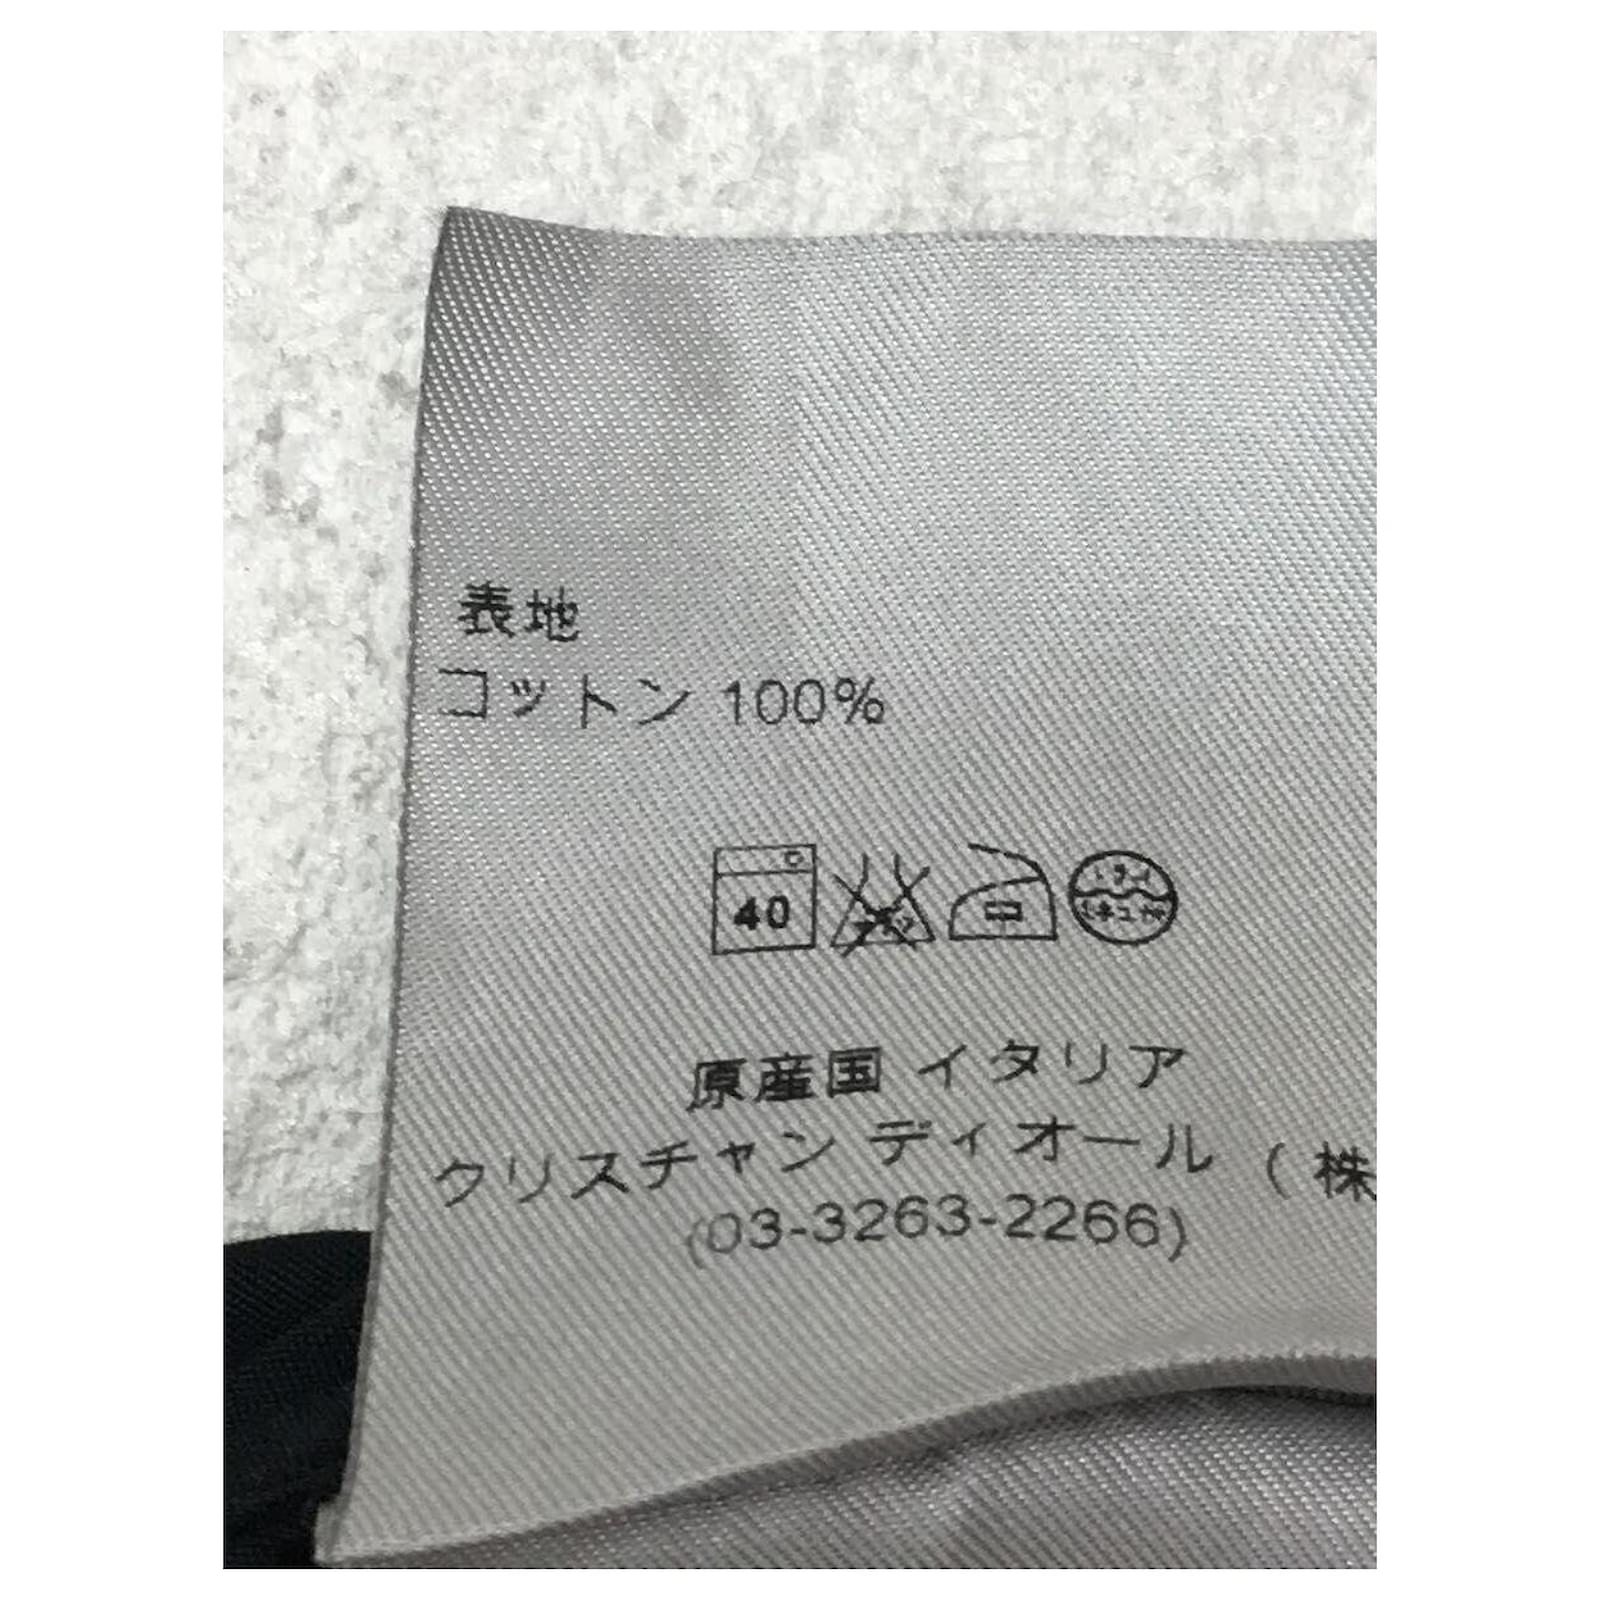 表地
コットン 100%
40
原産国 イタリア
クリスチャン ディオール (株
(03-3263-2266)